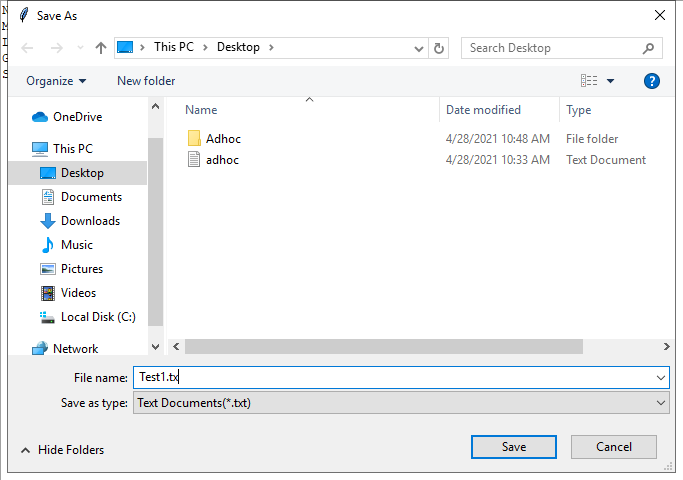 Save As
This PC > Desktop >
Search Desktop
Organize
New folder
?
OneDrive
This PC
Desktop
Documents
Downloads
Music
Pictures
Videos
Local Disk (C:)
Network
Name Date modified Type
Adhoc 4/28/2021 10:48 AM File folder
adhoc 4/28/2021 10:33 AM Text Document
File name: Test1.tx
Save as type: Text Documents(*.txt)
Hide Folders
Save
Cancel